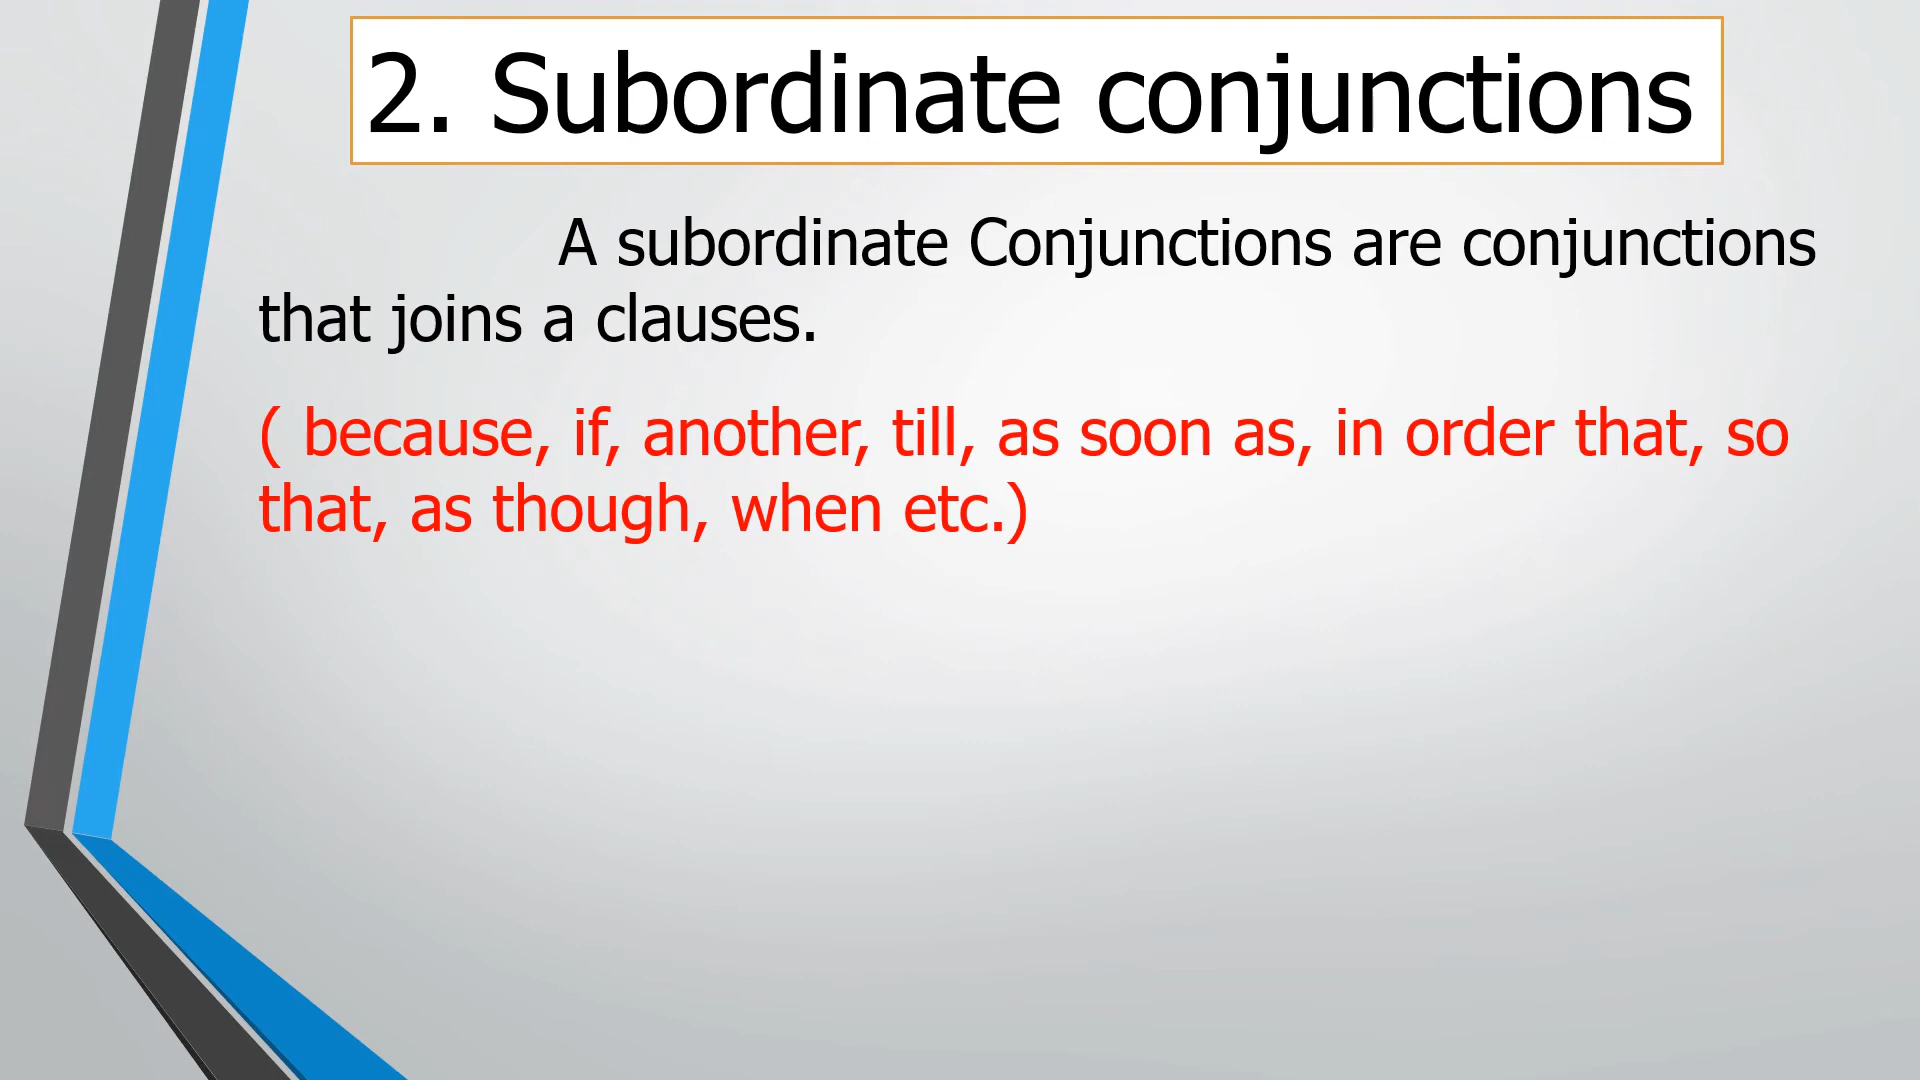 2. Subordinate conjunctions
A subordinate Conjunctions are conjunctions
that joins a clauses.
( because, if, another, till, as soon as, in order that, so
that, as though, when etc.)